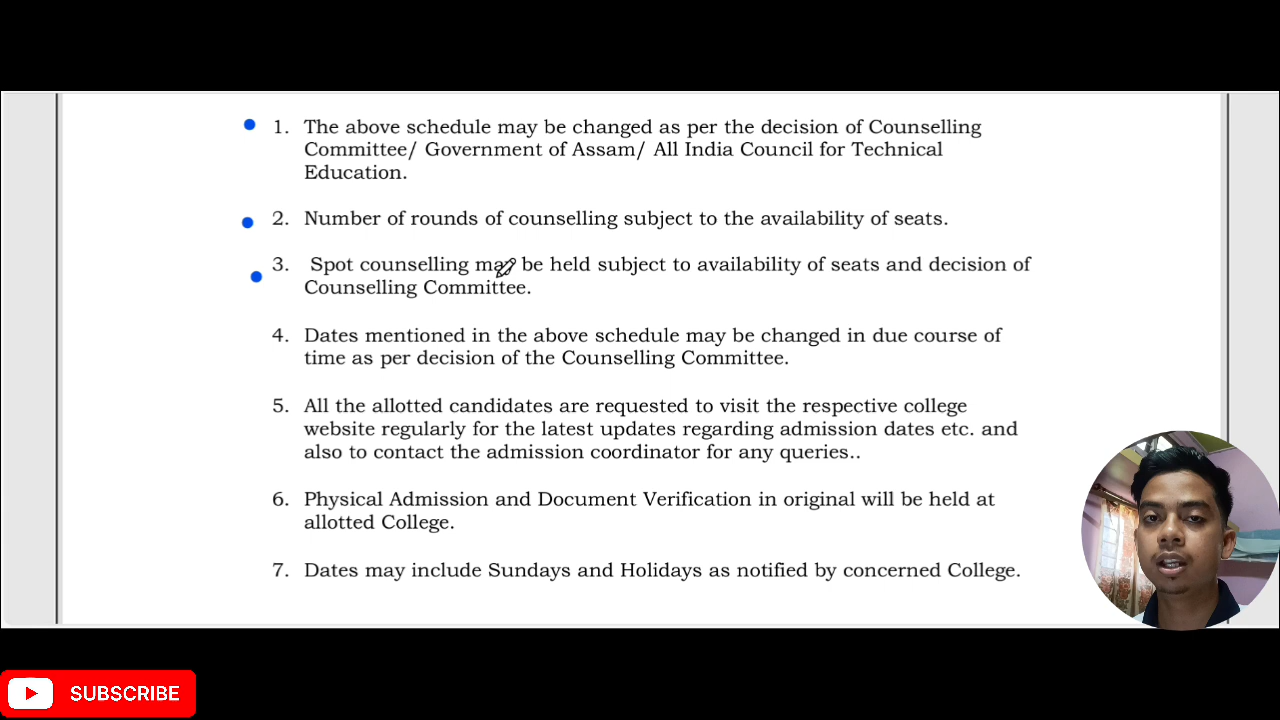 1. The above schedule may be changed as per the decision of Counselling
Committee/ Government of Assam/ All India Council for Technical
Education.
2. Number of rounds of counselling subject to the availability of seats.
3. Spot counselling may be held subject to availability of seats and decision of
Counselling Committee.
4. Dates mentioned in the above schedule may be changed in due course of
time as per decision of the Counselling Committee.
5. All the allotted candidates are requested to visit the respective college
website regularly for the latest updates regarding admission dates etc. and
also to contact the admission coordinator for any queries..
6. Physical Admission and Document Verification in original will be held at
allotted College.
7. Dates may include Sundays and Holidays as notified by concerned College.
SUBSCRIBE